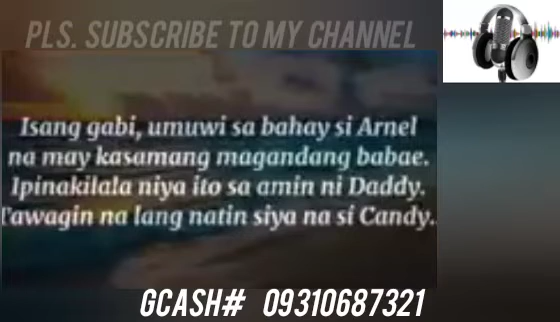 PLS. SUBSCRIBE TO MY CHANNEL
Isang gabi, umuwi sa bahay si Arnel
na may kasamang magandang babae.
Ipinakilala niya ito sa amin ni Daddy.
Tawagin na lang natin siya na si Candy..
GCASH# 09310687321